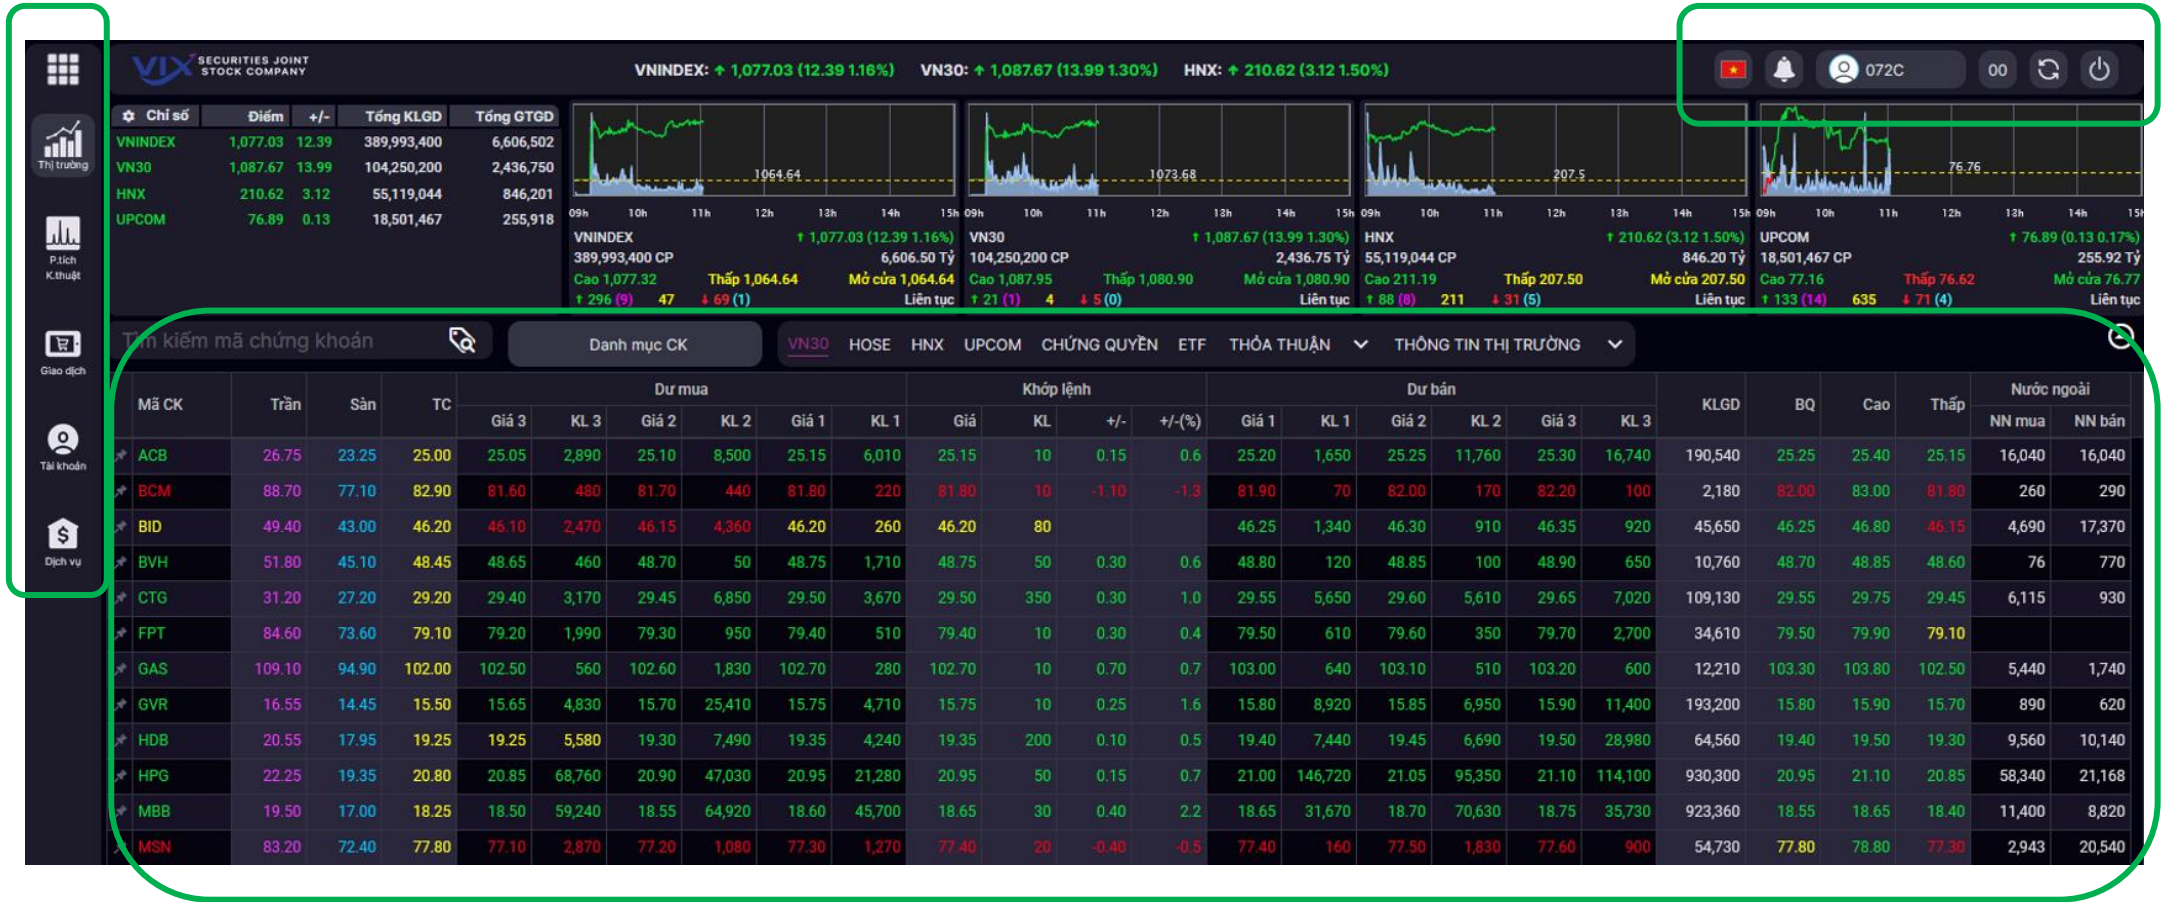 VIX SECURITIES JOINT STOCK COMPANY
VNINDEX: ↑ 1,077.03 (12.39 1.16%) VN30: ↑ 1,087.67 (13.99 1.30%) HNX: ↑ 210.62 (3.12 1.50%)
072C 00
Thị trường
P.tích K.thuật
Giao dịch
Tài khoản
Dịch vụ
Chỉ số Điểm +/- Tổng KLGD Tổng GTGD
VNINDEX 1,077.03 12.39 389,993,400 6,606,502
VN30 1,087.67 13.99 104,250,200 2,436,750
HNX 210.62 3.12 55,119,044 846,201
UPCOM 76.89 0.13 18,501,467 255,918
1064.64
09h 10h 11h 12h 13h 14h 15h
VNINDEX ↑ 1,077.03 (12.39 1.16%)
389,993,400 CP 6,606.50 Tỷ
Cao 1,077.32 Thấp 1,064.64 Mở cửa 1,064.64
↑ 296 (9) 47 ↓ 69 (1) Liên tục
1073.68
09h 10h 11h 12h 13h 14h 15h
VN30 ↑ 1,087.67 (13.99 1.30%)
104,250,200 CP 2,436.75 Tỷ
Cao 1,087.95 Thấp 1,080.90 Mở cửa 1,080.90
↑ 21 (1) 4 ↓ 5 (0) Liên tục
207.5
09h 10h 11h 12h 13h 14h 15h
HNX ↑ 210.62 (3.12 1.50%)
55,119,044 CP 846.20 Tỷ
Cao 211.19 Thấp 207.50 Mở cửa 207.50
↑ 88 (8) 211 ↓ 31 (5) Liên tục
76.76
09h 10h 11h 12h 13h 14h 15h
UPCOM ↑ 76.89 (0.13 0.17%)
18,501,467 CP 255.92 Tỷ
Cao 77.16 Thấp 76.62 Mở cửa 76.77
↑ 133 (14) 635 ↓ 71 (4) Liên tục
Tìm kiếm mã chứng khoán Danh mục CK VN30 HOSE HNX UPCOM CHỨNG QUYỀN ETF THỎA THUẬN THÔNG TIN THỊ TRƯỜNG
Mã CK Trần Sàn TC Dư mua Khớp lệnh Dư bán KLGD BQ Cao Thấp Nước ngoài
Giá 3 KL 3 Giá 2 KL 2 Giá 1 KL 1 Giá KL +/- +/-(%) Giá 1 KL 1 Giá 2 KL 2 Giá 3 KL 3 NN mua NN bán
ACB 26.75 23.25 25.00 25.05 2,890 25.10 8,500 25.15 6,010 25.15 10 0.15 0.6 25.20 1,650 25.25 11,760 25.30 16,740 190,540 25.25 25.40 25.15 16,040 16,040
BCM 88.70 77.10 82.90 81.60 480 81.70 440 81.80 220 81.80 10 -1.10 -1.3 81.90 70 82.00 170 82.20 100 2,180 82.00 83.00 81.80 260 290
BID 49.40 43.00 46.20 46.10 2,470 46.15 4,360 46.20 260 46.20 80 46.25 1,340 46.30 910 46.35 920 45,650 46.25 46.80 46.15 4,690 17,370
BVH 51.80 45.10 48.45 48.65 460 48.70 50 48.75 1,710 48.75 50 0.30 0.6 48.80 120 48.85 100 48.90 650 10,760 48.70 48.85 48.60 76 770
CTG 31.20 27.20 29.20 29.40 3,170 29.45 6,850 29.50 3,670 29.50 350 0.30 1.0 29.55 5,650 29.60 5,610 29.65 7,020 109,130 29.55 29.75 29.45 6,115 930
FPT 84.60 73.60 79.10 79.20 1,990 79.30 950 79.40 510 79.40 10 0.30 0.4 79.50 610 79.60 350 79.70 2,700 34,610 79.50 79.90 79.10
GAS 109.10 94.90 102.00 102.50 560 102.60 1,830 102.70 280 102.70 10 0.70 0.7 103.00 640 103.10 510 103.20 600 12,210 103.30 103.80 102.50 5,440 1,740
GVR 16.55 14.45 15.50 15.65 4,830 15.70 25,410 15.75 4,710 15.75 10 0.25 1.6 15.80 8,920 15.85 6,950 15.90 11,400 193,200 15.80 15.90 15.70 890 620
HDB 20.55 17.95 19.25 19.25 5,580 19.30 7,490 19.35 4,240 19.35 200 0.10 0.5 19.40 7,440 19.45 6,690 19.50 28,980 64,560 19.40 19.50 19.30 9,560 10,140
HPG 22.25 19.35 20.80 20.85 68,760 20.90 47,030 20.95 21,280 20.95 50 0.15 0.7 21.00 146,720 21.05 95,350 21.10 114,100 930,300 20.95 21.10 20.85 58,340 21,168
MBB 19.50 17.00 18.25 18.50 59,240 18.55 64,920 18.60 45,700 18.65 30 0.40 2.2 18.65 31,670 18.70 70,630 18.75 35,730 923,360 18.55 18.65 18.40 11,400 8,820
MSN 83.20 72.40 77.80 77.10 2,870 77.20 1,080 77.30 1,270 77.40 20 -0.40 -0.5 77.40 160 77.50 1,830 77.60 900 54,730 77.80 78.80 77.30 2,943 20,540